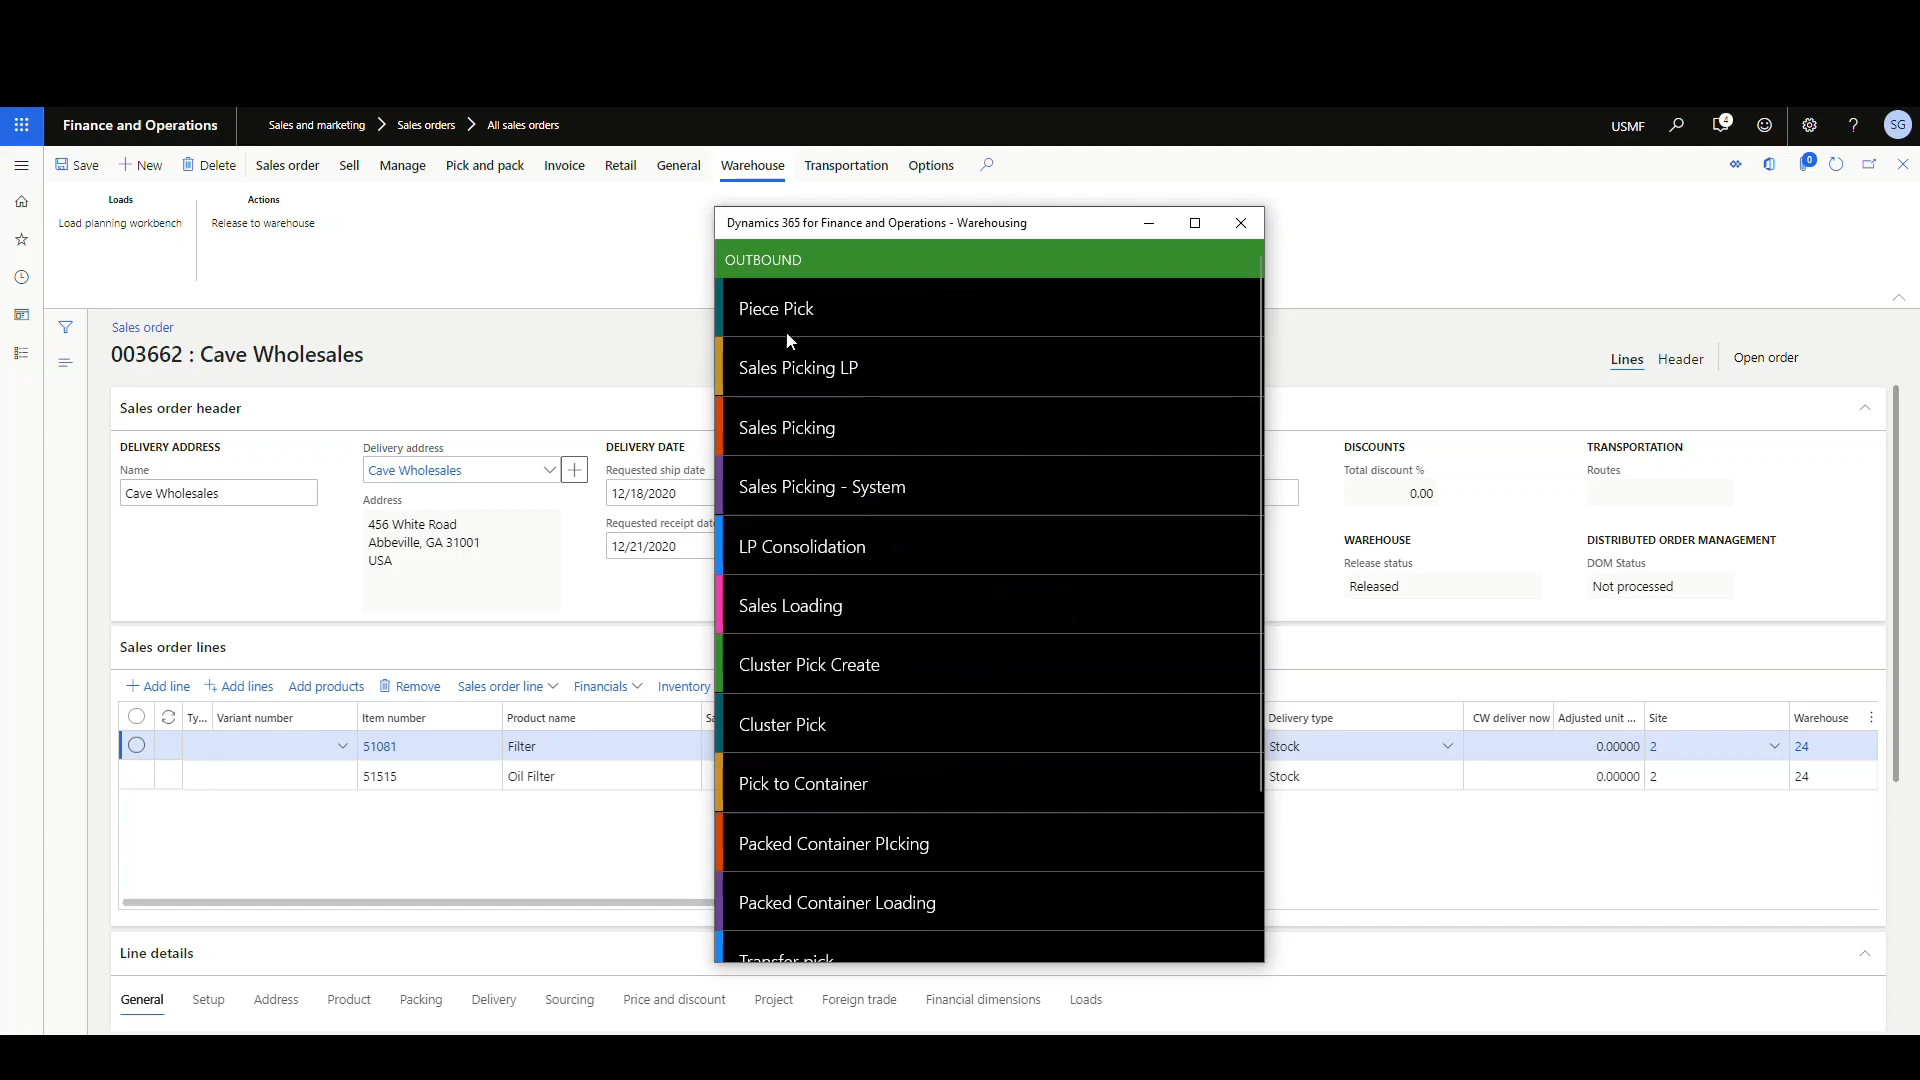 Finance and Operations
Sales and marketing
Sales orders
All sales orders
USMF
4
?
SG
Save
New
Delete
Sales order
Sell
Manage
Pick and pack
Invoice
Retail
General
Warehouse
Transportation
Options
0
Loads
Load planning workbench
Actions
Release to warehouse
Dynamics 365 for Finance and Operations - Warehousing
OUTBOUND
Piece Pick
Sales Picking LP
Sales Picking
Sales Picking - System
LP Consolidation
Sales Loading
Cluster Pick Create
Cluster Pick
Pick to Container
Packed Container PIcking
Packed Container Loading
Transfer pick
Sales order
003662 : Cave Wholesales
Lines
Header
Open order
Sales order header
DELIVERY ADDRESS
Name
Cave Wholesales
Delivery address
Cave Wholesales
Address
456 White Road
Abbeville, GA 31001
USA
DELIVERY DATE
Requested ship date
12/18/2020
Requested receipt date
12/21/2020
DISCOUNTS
Total discount %
0.00
WAREHOUSE
Release status
Released
TRANSPORTATION
Routes
DISTRIBUTED ORDER MANAGEMENT
DOM Status
Not processed
Sales order lines
Add line
Add lines
Add products
Remove
Sales order line
Financials
Inventory
Ty...
Variant number
Item number
Product name
Delivery type
CW deliver now
Adjusted unit ...
Site
Warehouse
51081
Filter
Stock
0.00000
2
24
51515
Oil Filter
Stock
0.00000
2
24
Line details
General
Setup
Address
Product
Packing
Delivery
Sourcing
Price and discount
Project
Foreign trade
Financial dimensions
Loads